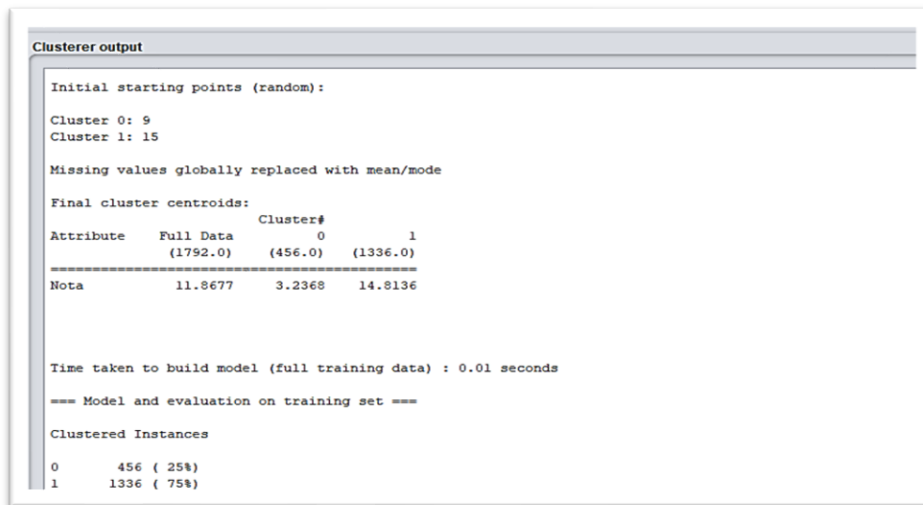 Clusterer output
Initial starting points (random):
Cluster 0: 9
Cluster 1: 15
Missing values globally replaced with mean/mode
Final cluster centroids:
Cluster#
Attribute Full Data 0 1
(1792.0) (456.0) (1336.0)
=============================================
Nota 11.8677 3.2368 14.8136
Time taken to build model (full training data) : 0.01 seconds
=== Model and evaluation on training set ===
Clustered Instances
0 456 ( 25%)
1 1336 ( 75%)